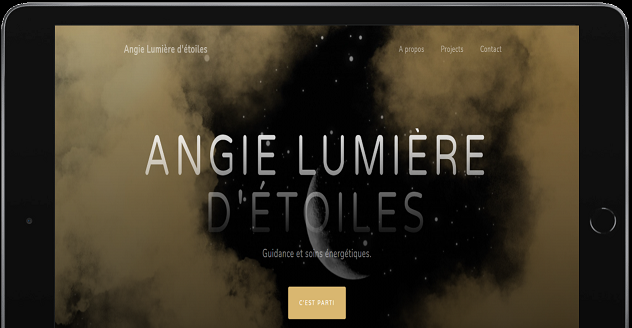 Angie Lumière d'étoiles
A propos Projects Contact
ANGIE LUMIÈRE
D'ÉTOILES
Guidance et soins énergétiques.
C'EST PARTI